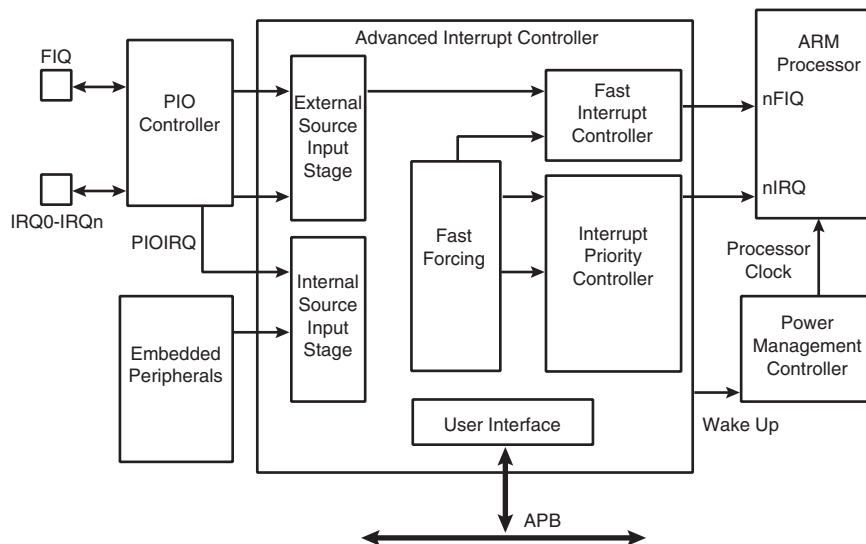 Advanced Interrupt Controller
FIQ
PIO
Controller
IRQ0-IRQn
PIOIRQ
Embedded
Peripherals
External
Source
Input
Stage
Internal
Source
Input
Stage
Fast
Forcing
Fast
Interrupt
Controller
Interrupt
Priority
Controller
User Interface
APB
ARM
Processor
nFIQ
nIRQ
Processor
Clock
Power
Management
Controller
Wake Up